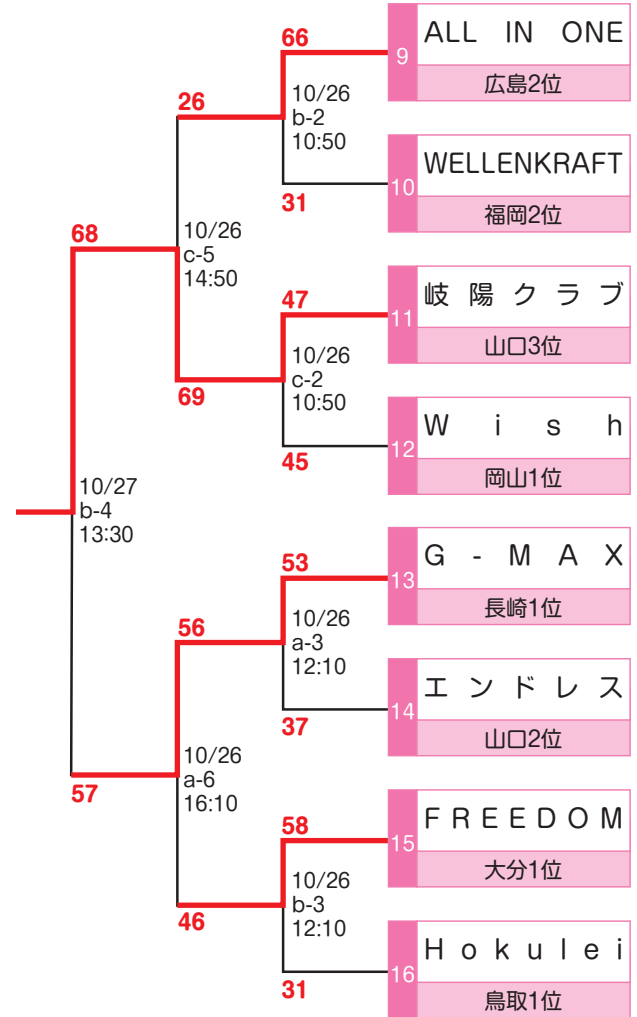 66
9
ALL IN ONE
広島2位
26
10/26
b-2
10:50
10
WELLENKRAFT
福岡2位
31
68
10/26
c-5
14:50
47
11
岐陽クラブ
山口3位
69
10/26
c-2
10:50
12
Wish
岡山1位
45
10/27
b-4
13:30
53
13
G-MAX
長崎1位
56
10/26
a-3
12:10
14
エンドレス
山口2位
37
57
10/26
a-6
16:10
58
15
FREEDOM
大分1位
46
10/26
b-3
12:10
16
Hokulei
鳥取1位
31